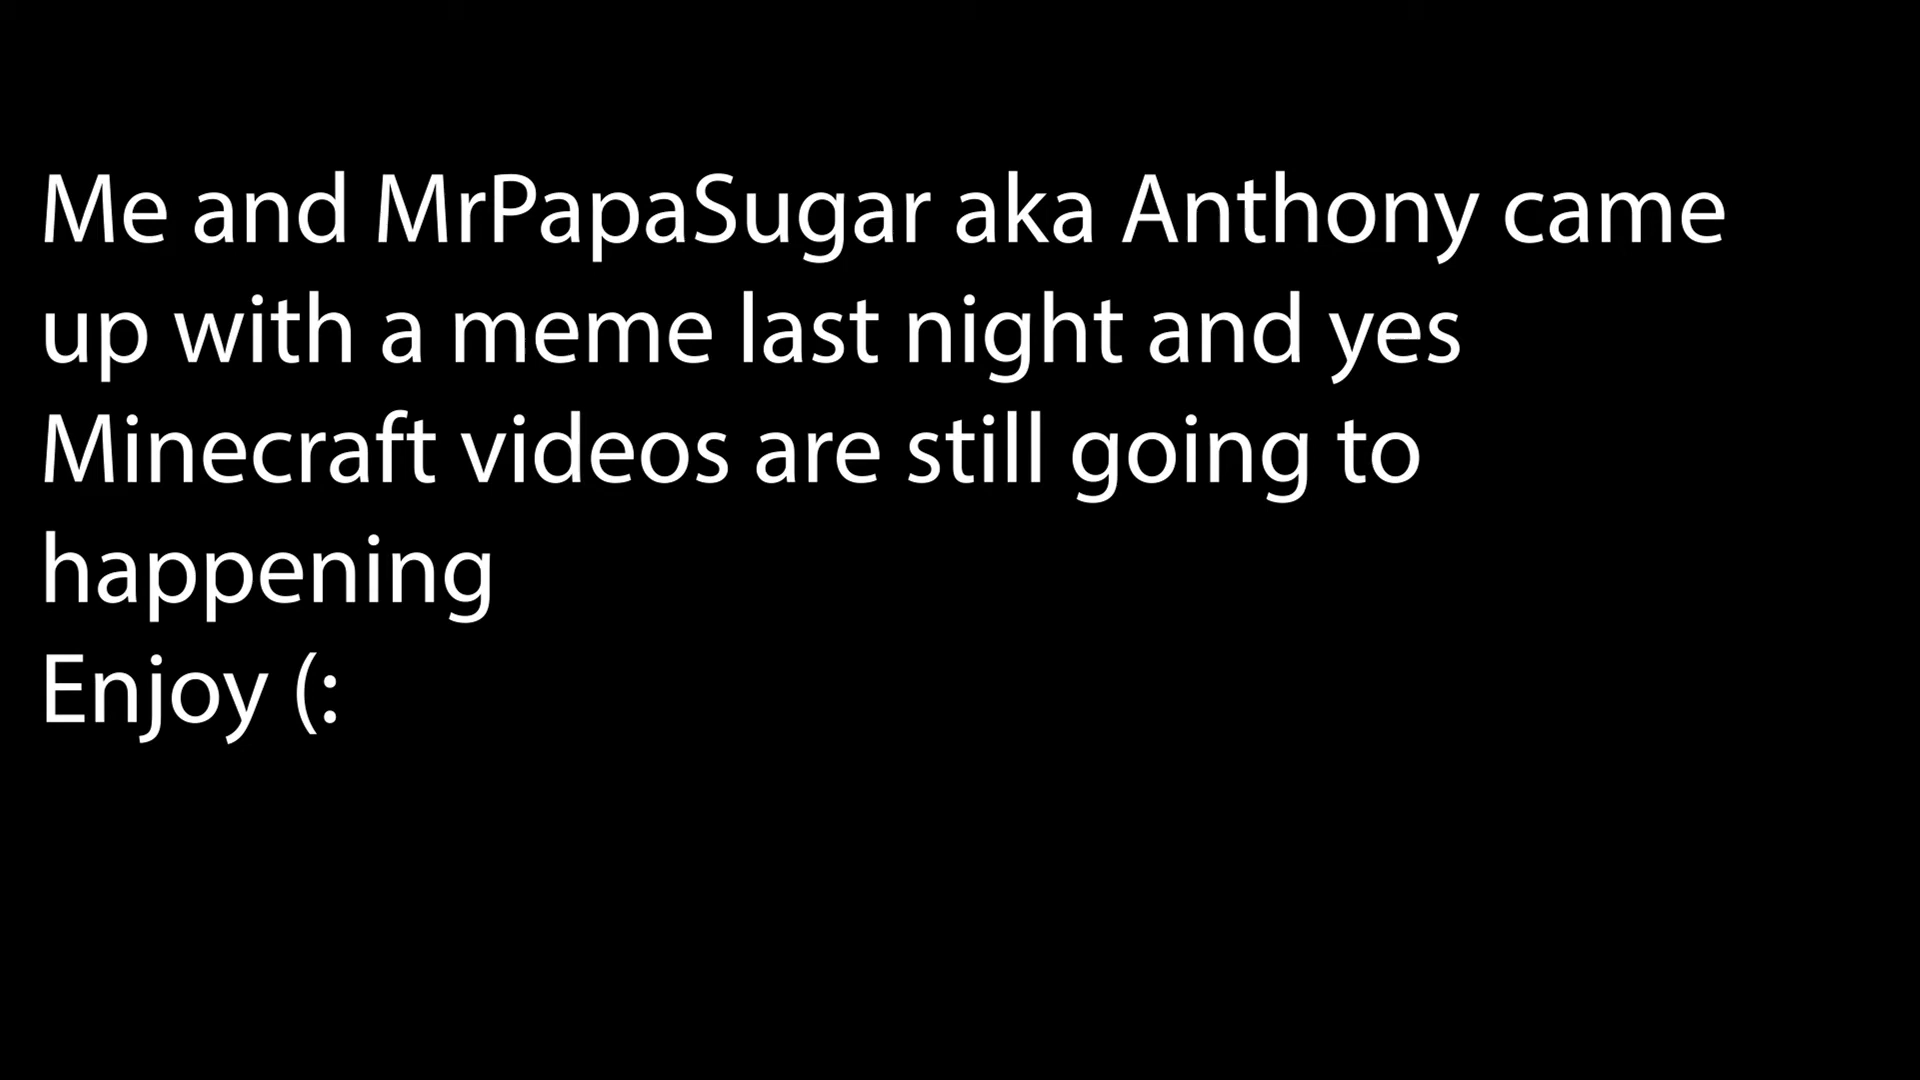 Me and MrPapaSugar aka Anthony came
up with a meme last night and yes
Minecraft videos are still going to
happening
Enjoy (: